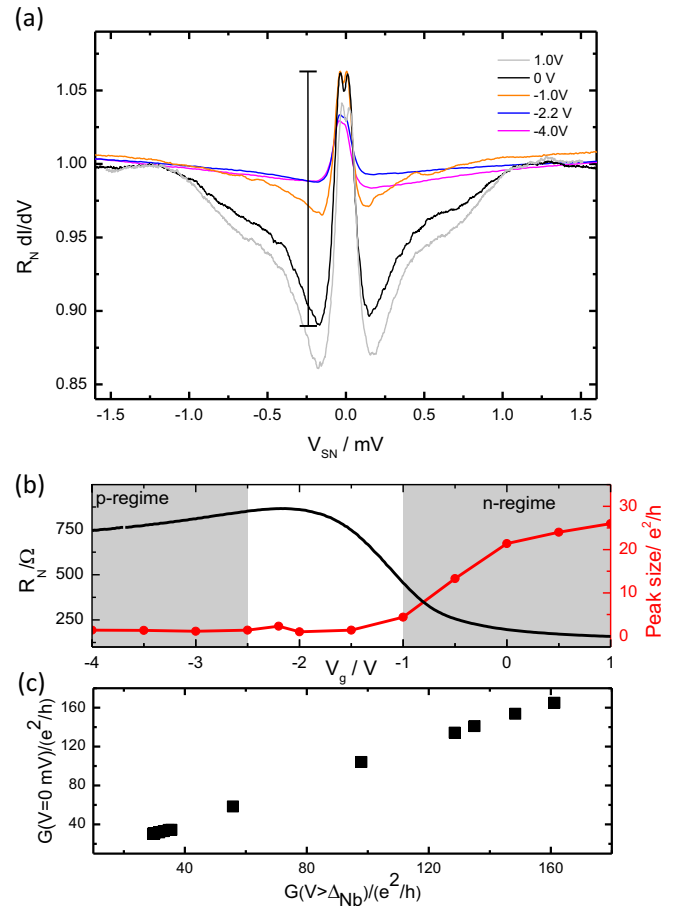 (a)
1.0V
0 V
-1.0V
-2.2 V
-4.0V
1.05
1.00
0.95
0.90
0.85
R_N dI/dV
-1.5 -1.0 -0.5 0.0 0.5 1.0 1.5
V_SN / mV
(b)
p-regime
n-regime
750
500
250
R_N/Ω
30
20
10
0
Peak size/ e²/h
-4 -3 -2 -1 0 1
V_g / V
(c)
160
120
80
40
G(V=0 mV)/(e²/h)
40 80 120 160
G(V>Δ_Nb)/(e²/h)